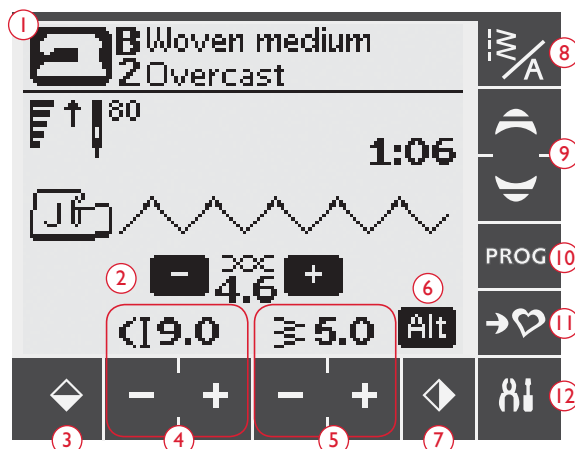 1
B Woven medium
2 Overcast
8
80
1:06
9
J
PROG
10
2
− 4.6 +
6
9.0
5.0
Alt
11
− +
− +
12
3
4
5
7
A